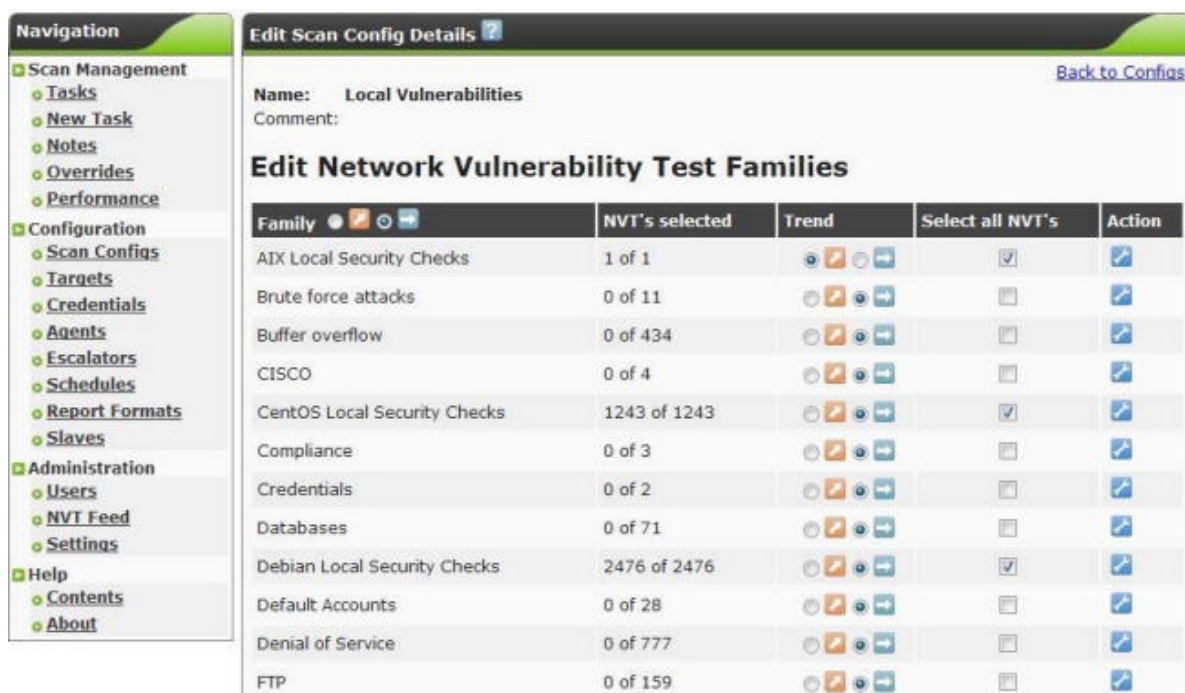 Navigation
Scan Management
Tasks
New Task
Notes
Overrides
Performance
Configuration
Scan Configs
Targets
Credentials
Agents
Escalators
Schedules
Report Formats
Slaves
Administration
Users
NVT Feed
Settings
Help
Contents
About
Edit Scan Config Details ?
Back to Configs
Name: Local Vulnerabilities
Comment:
Edit Network Vulnerability Test Families
Family NVT's selected Trend Select all NVT's Action
AIX Local Security Checks 1 of 1
Brute force attacks 0 of 11
Buffer overflow 0 of 434
CISCO 0 of 4
CentOS Local Security Checks 1243 of 1243
Compliance 0 of 3
Credentials 0 of 2
Databases 0 of 71
Debian Local Security Checks 2476 of 2476
Default Accounts 0 of 28
Denial of Service 0 of 777
FTP 0 of 159